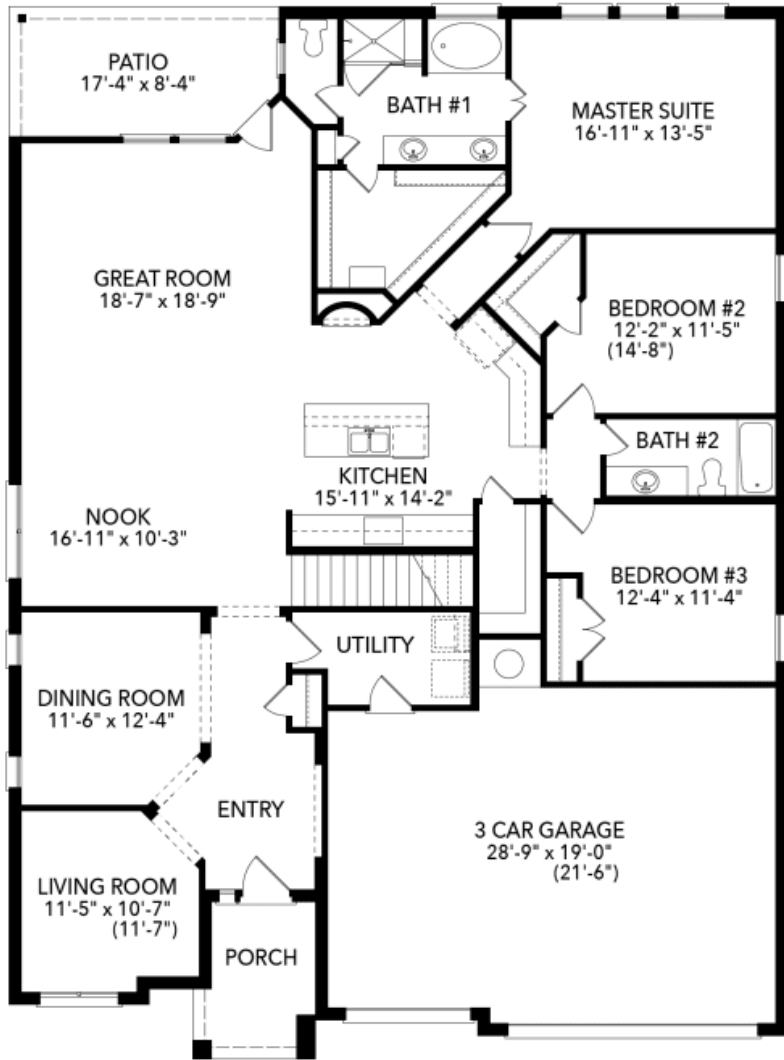 PATIO
17'-4" x 8'-4"
BATH #1
MASTER SUITE
16'-11" x 13'-5"
GREAT ROOM
18'-7" x 18'-9"
BEDROOM #2
12'-2" x 11'-5"
(14'-8")
BATH #2
KITCHEN
15'-11" x 14'-2"
NOOK
16'-11" x 10'-3"
BEDROOM #3
12'-4" x 11'-4"
UTILITY
DINING ROOM
11'-6" x 12'-4"
ENTRY
3 CAR GARAGE
28'-9" x 19'-0"
(21'-6")
LIVING ROOM
11'-5" x 10'-7"
(11'-7")
PORCH